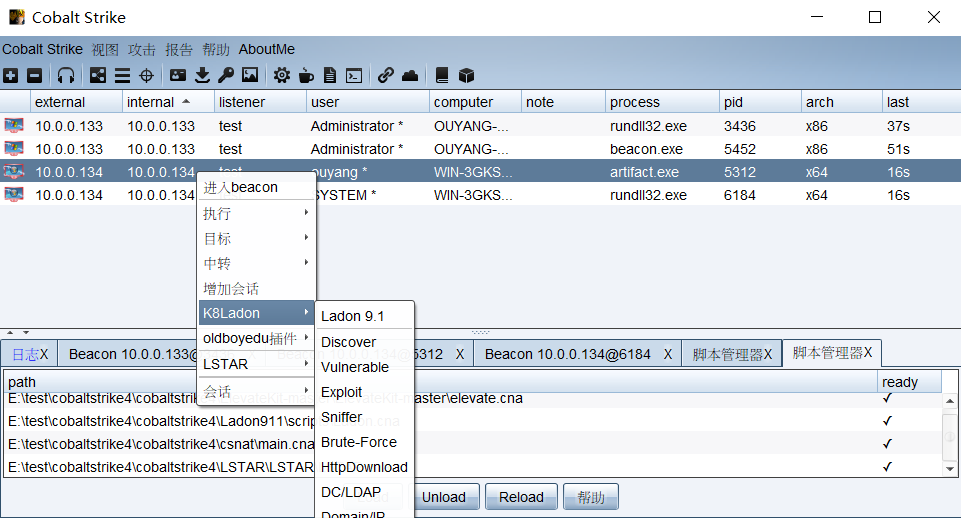 Cobalt Strike
Cobalt Strike 视图 攻击 报告 帮助 AboutMe
external internal listener user computer note process pid arch last
10.0.0.133 10.0.0.133 test Administrator * OUYANG-... rundll32.exe 3436 x86 37s
10.0.0.133 10.0.0.133 test Administrator * OUYANG-... beacon.exe 5452 x86 51s
10.0.0.134 10.0.0.134 test ouyang * WIN-3GKS... artifact.exe 5312 x64 16s
10.0.0.134 10.0.0.134 SYSTEM * WIN-3GKS... rundll32.exe 6184 x64 16s
进入beacon
执行
目标
中转
增加会话
K8Ladon
oldboyedu插件
LSTAR
会话
Ladon 9.1
Discover
Vulnerable
Exploit
Sniffer
Brute-Force
HttpDownload
DC/LDAP
Domain/IP
日志X Beacon 10.0.0.133@ 10.0.0.134@5312 X Beacon 10.0.0.134@6184 X 脚本管理器X 脚本管理器X
path ready
E:\test\cobaltstrike4\cobaltstrike4\ElevateKit-master\ElevateKit-master\elevate.cna ✓
E:\test\cobaltstrike4\cobaltstrike4\Ladon911\scrip .cna ✓
E:\test\cobaltstrike4\cobaltstrike4\csnat\main.cna ✓
E:\test\cobaltstrike4\cobaltstrike4\LSTAR\LSTAR ✓
Unload Reload 帮助